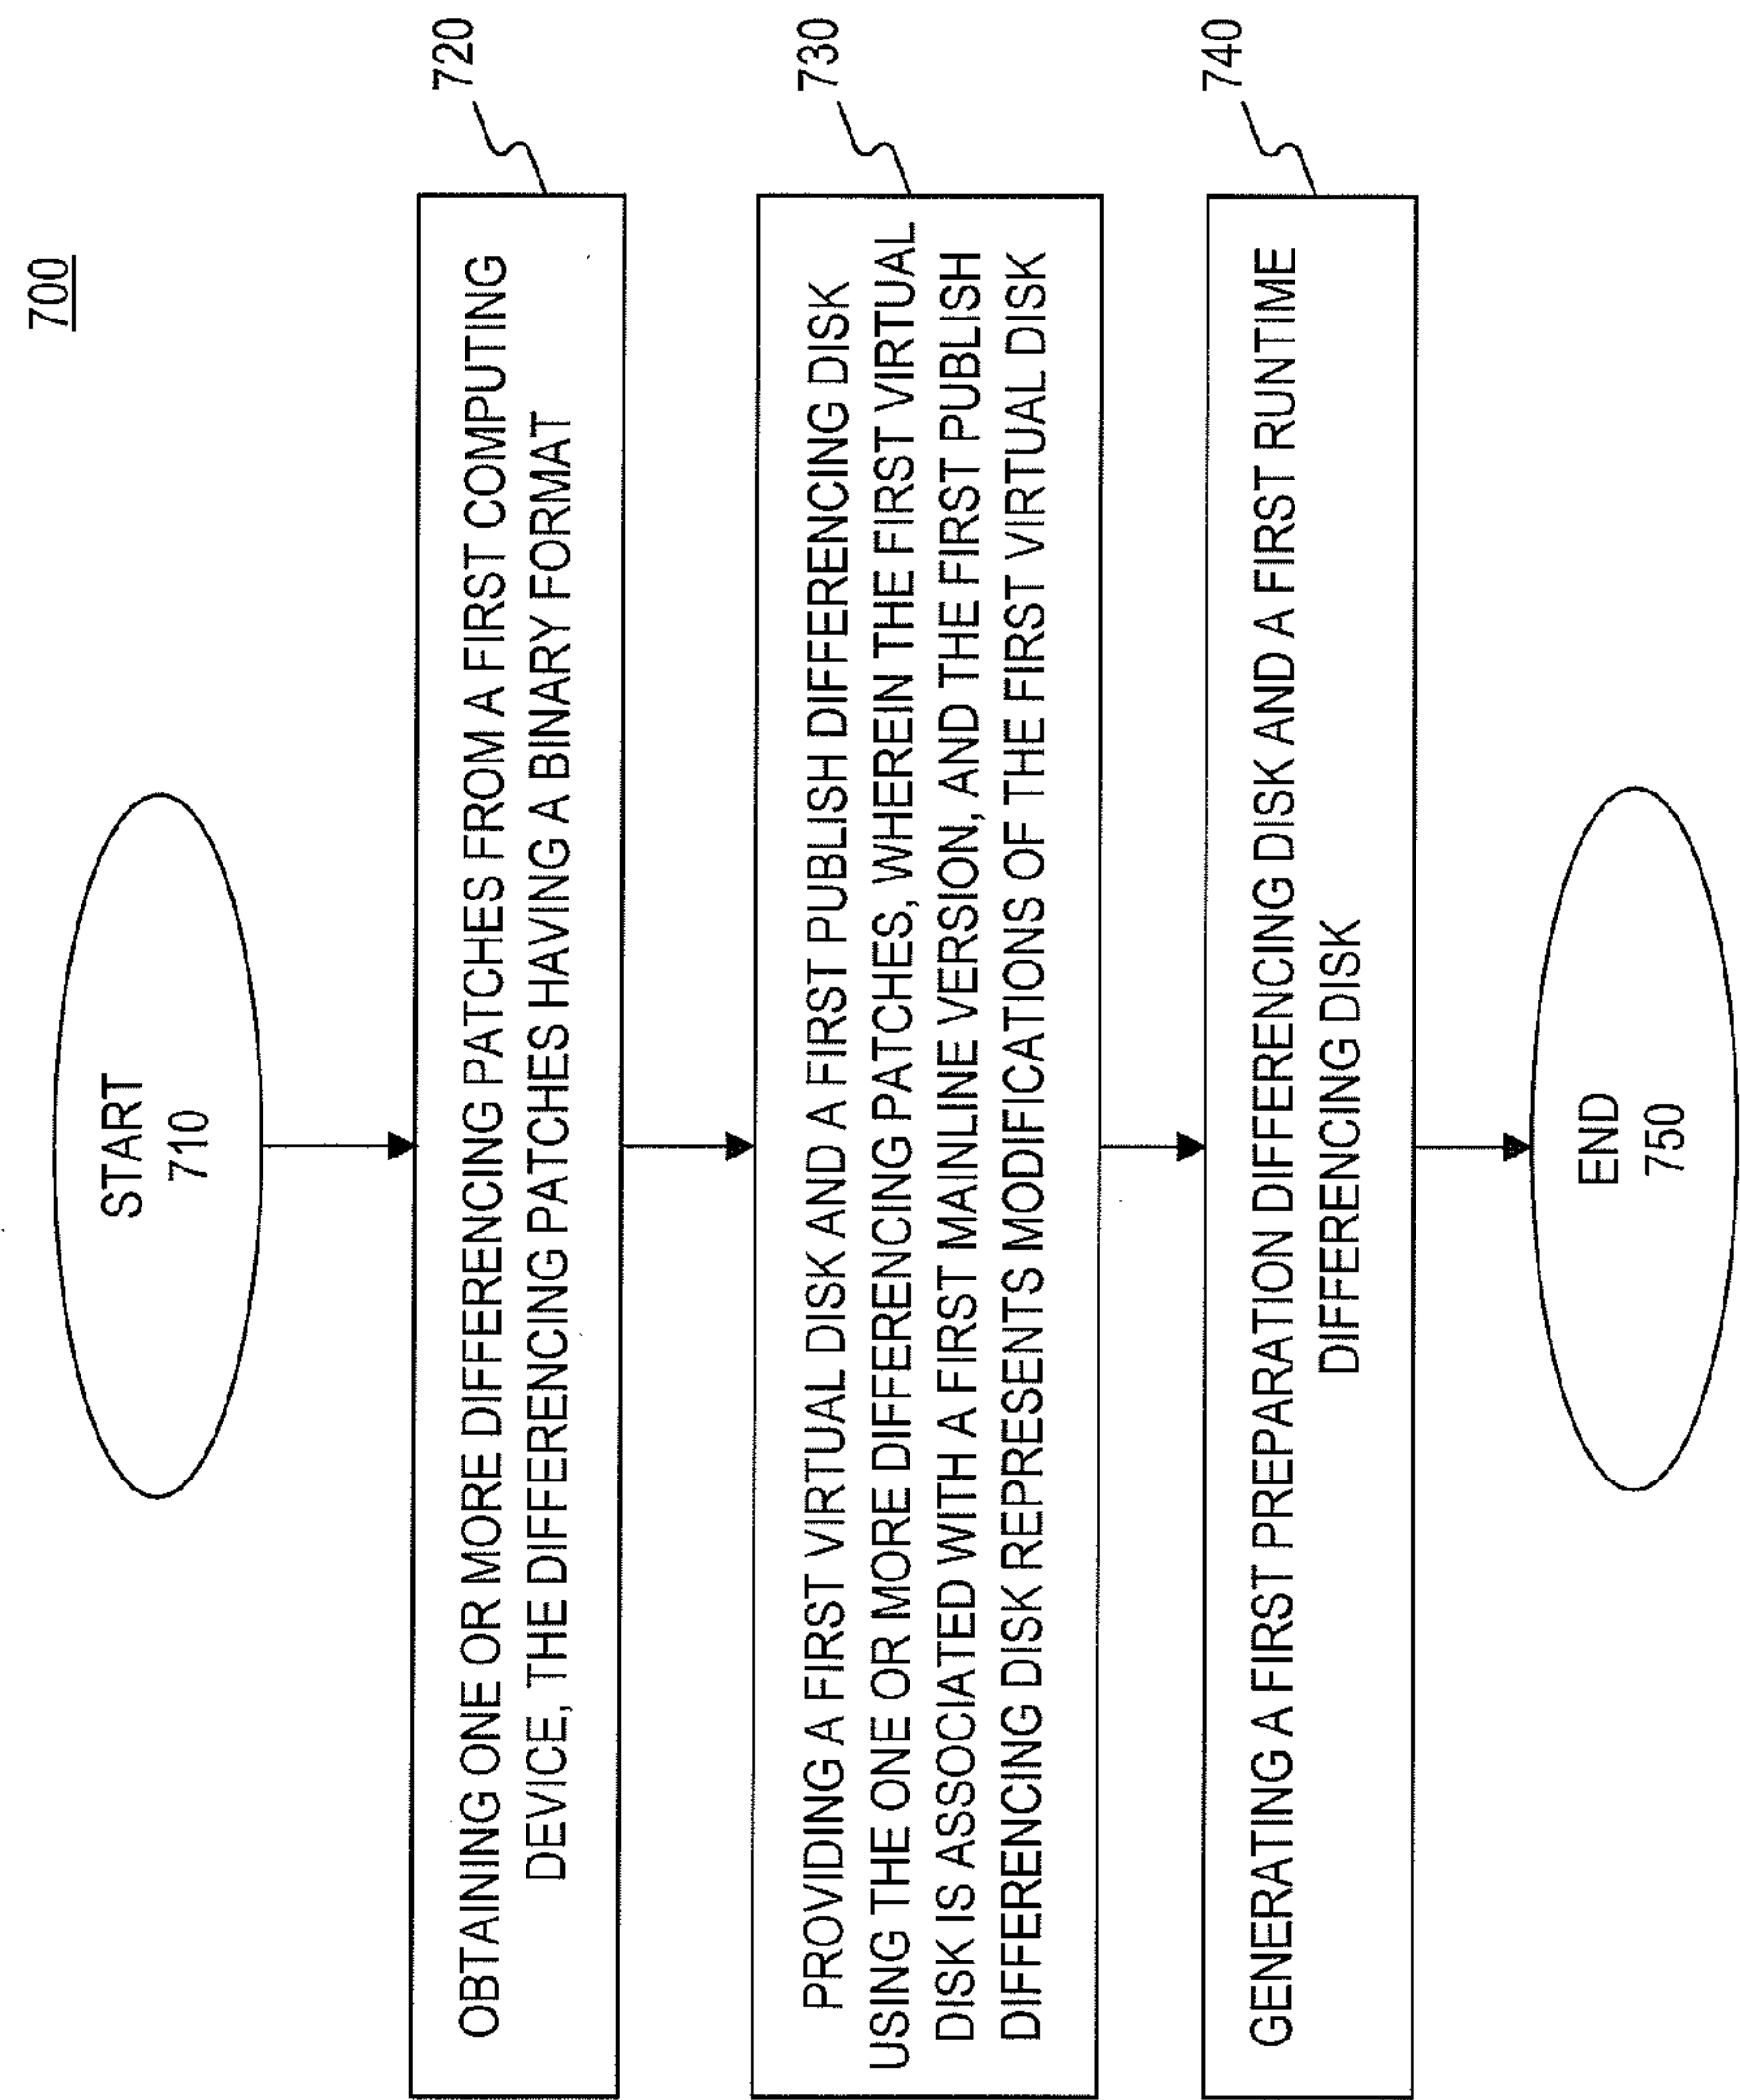 700
START
710
OBTAINING ONE OR MORE DIFFERENCING PATCHES FROM A FIRST COMPUTING
DEVICE, THE DIFFERENCING PATCHES HAVING A BINARY FORMAT
720
PROVIDING A FIRST VIRTUAL DISK AND A FIRST PUBLISH DIFFERENCING DISK
USING THE ONE OR MORE DIFFERENCING PATCHES, WHEREIN THE FIRST VIRTUAL
DISK IS ASSOCIATED WITH A FIRST MAINLINE VERSION, AND THE FIRST PUBLISH
DIFFERENCING DISK REPRESENTS MODIFICATIONS OF THE FIRST VIRTUAL DISK
730
GENERATING A FIRST PREPARATION DIFFERENCING DISK AND A FIRST RUNTIME
DIFFERENCING DISK
740
END
750